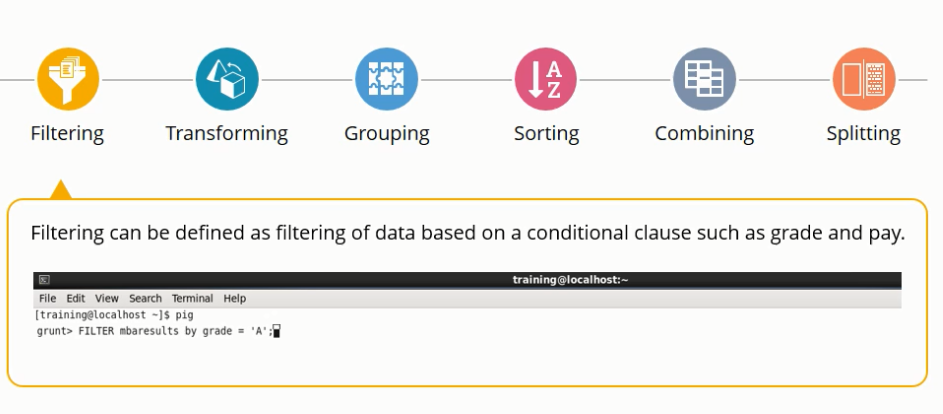 Filtering Transforming Grouping Sorting Combining Splitting
Filtering can be defined as filtering of data based on a conditional clause such as grade and pay.
training@localhost:~
File Edit View Search Terminal Help
[training@localhost ~]$ pig
grunt> FILTER mbaresults by grade = 'A';